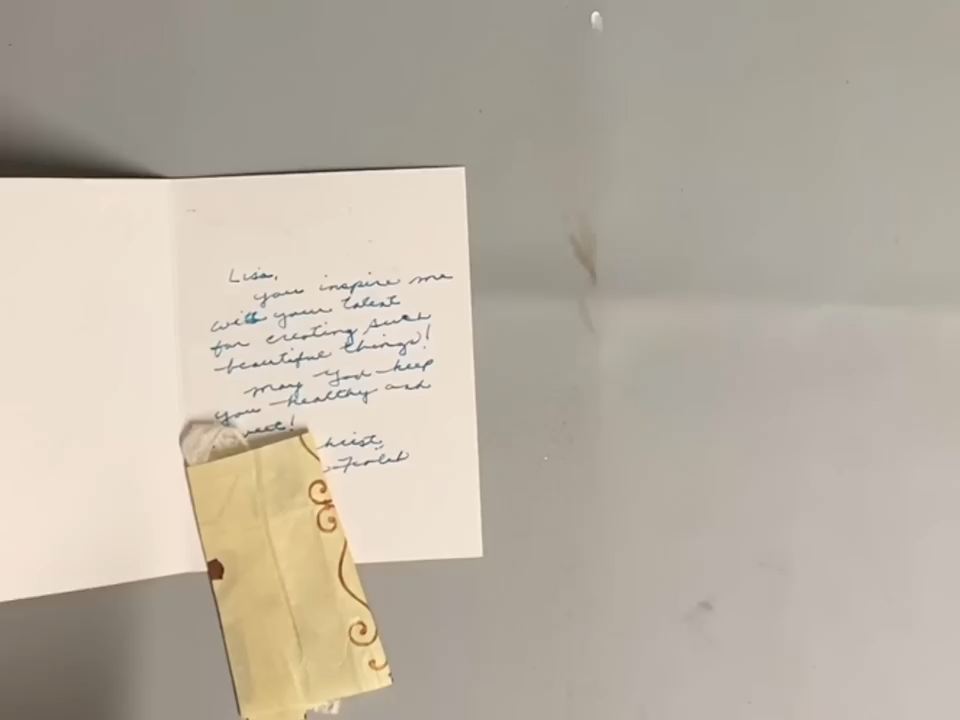 Lisa,
you inspire me
with your talent
for creating such
beautiful things!
may God keep
you healthy and